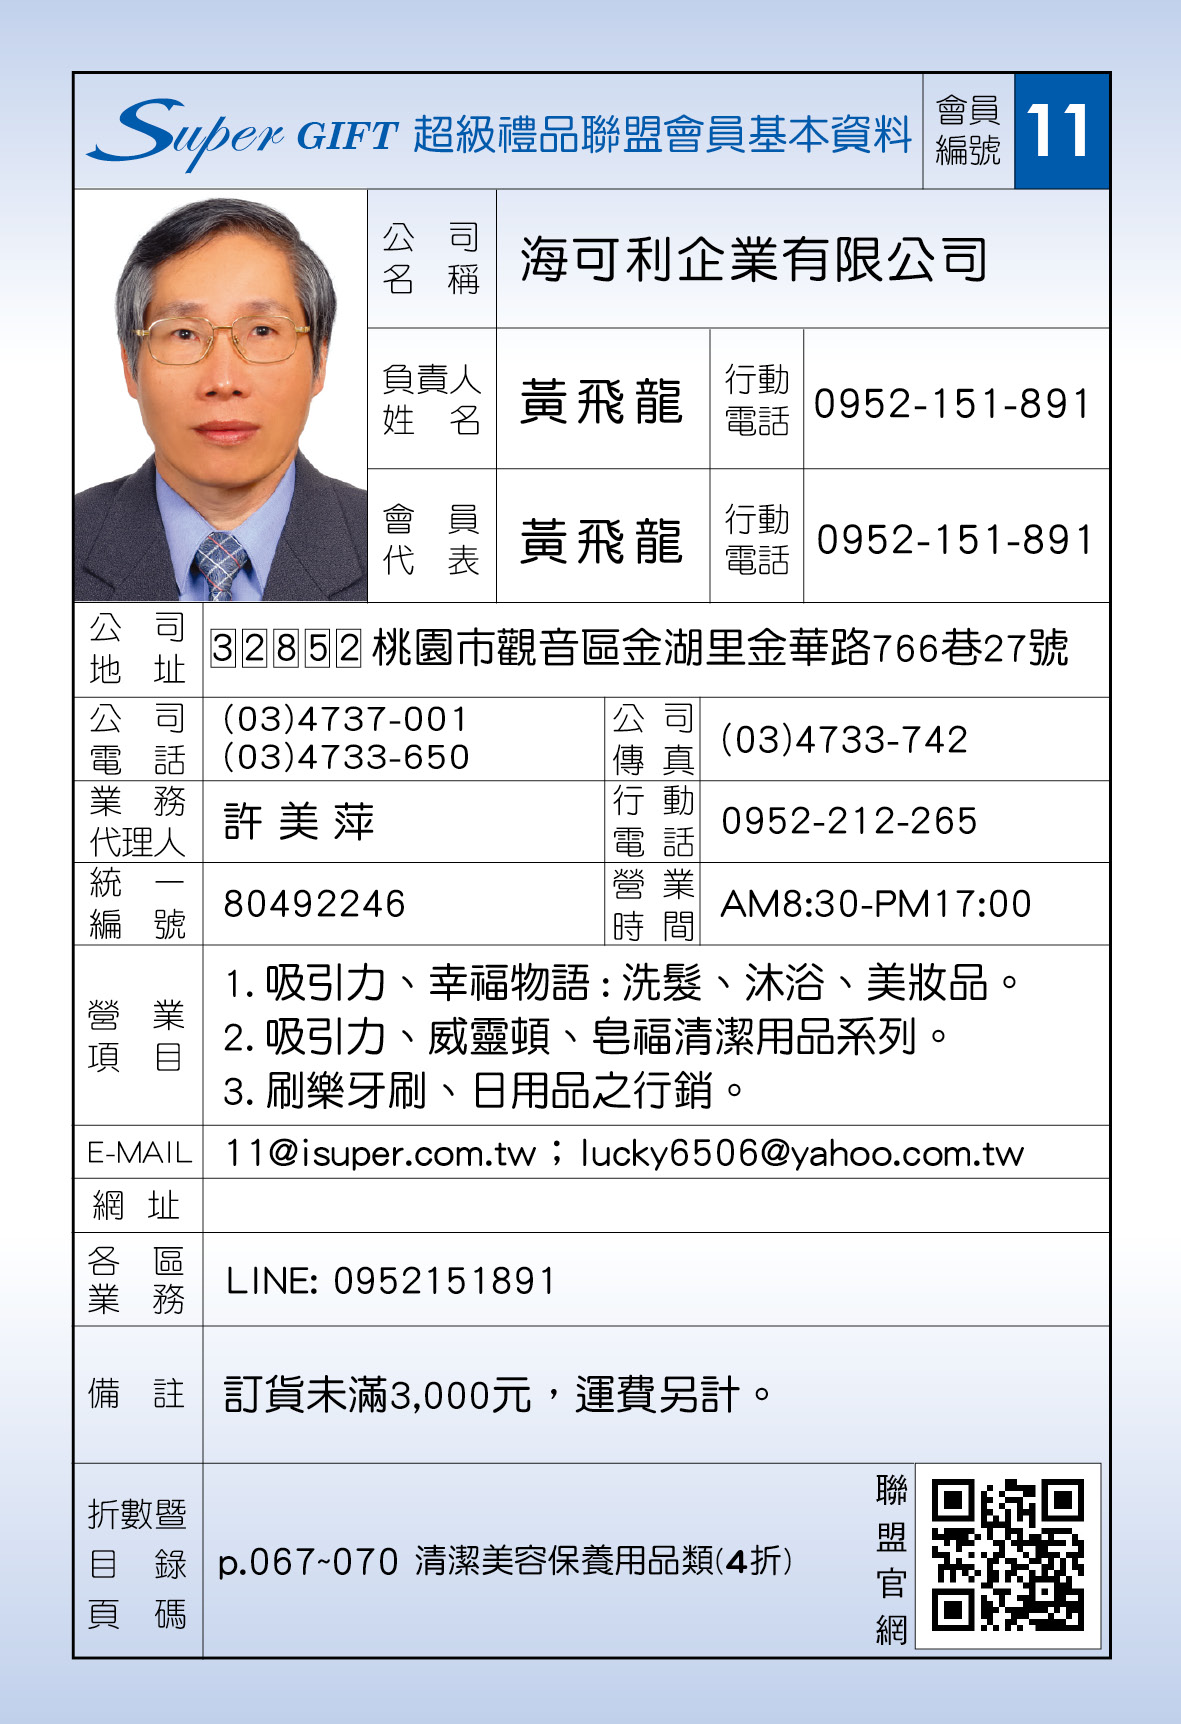 Super GIFT 超級禮品聯盟會員基本資料
會員
編號
11
公司
名稱
海可利企業有限公司
負責人
姓名
黃飛龍
行動
電話
0952-151-891
會員
代表
黃飛龍
行動
電話
0952-151-891
公司
地址
32852 桃園市觀音區金湖里金華路766巷27號
公司
電話
(03)4737-001
(03)4733-650
公司
傳真
(03)4733-742
業務
代理人
許美萍
行動
電話
0952-212-265
統一
編號
80492246
營業
時間
AM8:30-PM17:00
營業
項目
1. 吸引力、幸福物語 : 洗髮、沐浴、美妝品。
2. 吸引力、威靈頓、皂福清潔用品系列。
3. 刷樂牙刷、日用品之行銷。
E-MAIL
11@isuper.com.tw ; lucky6506@yahoo.com.tw
網址
各區
業務
LINE: 0952151891
備註
訂貨未滿3,000元，運費另計。
折數暨
目錄
頁碼
p.067~070 清潔美容保養用品類(4折)
聯盟官網